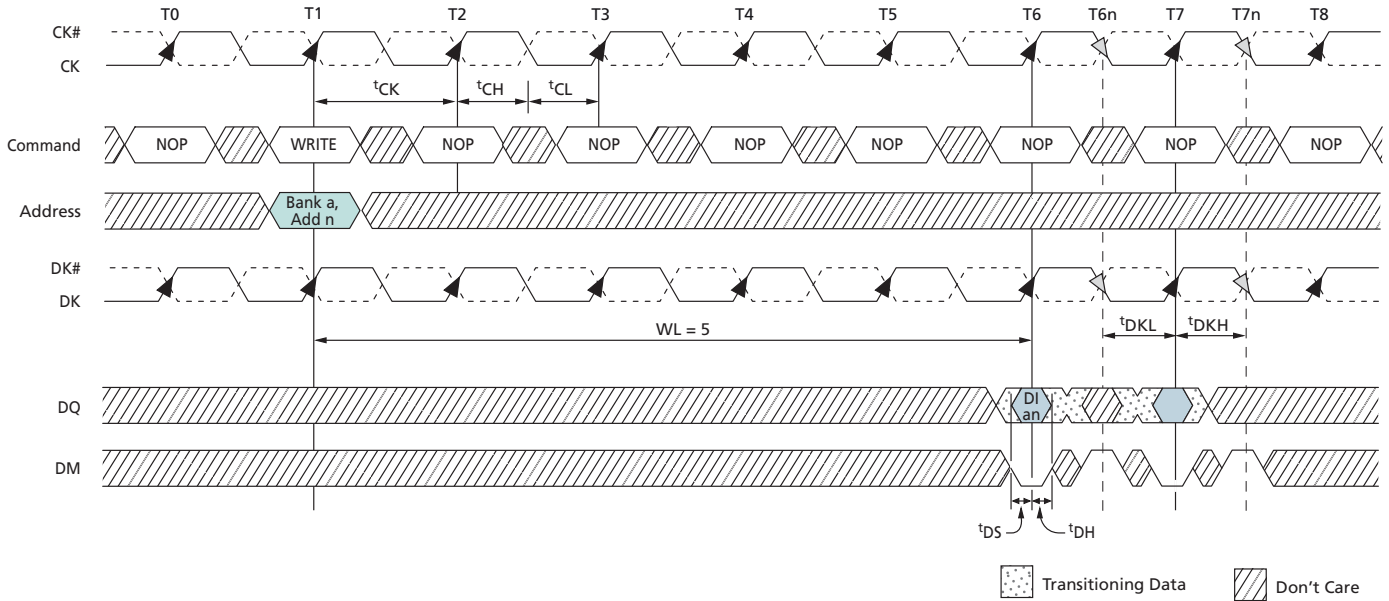 T0 T1 T2 T3 T4 T5 T6 T6n T7 T7n T8
CK#
CK
tCK tCH tCL
Command NOP WRITE NOP NOP NOP NOP NOP NOP NOP
Address Bank a,
Add n
DK#
DK
tDKL tDKH
WL = 5
DQ DI
an
DM
tDS tDH
Transitioning Data Don't Care